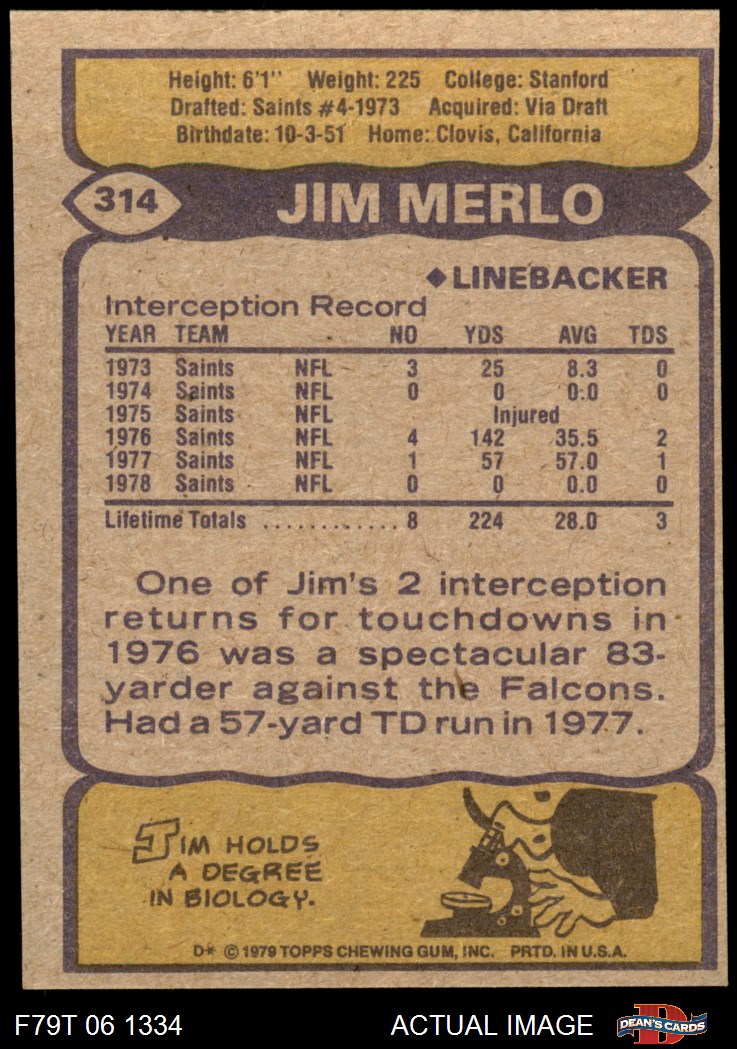 Height: 6'1" Weight: 225 College: Stanford
Drafted: Saints #4-1973 Acquired: Via Draft
Birthdate: 10-3-51 Home: Clovis, California
314 JIM MERLO
◆LINEBACKER
Interception Record
YEAR TEAM NO YDS AVG TDS
1973 Saints NFL 3 25 8.3 0
1974 Saints NFL 0 0 0.0 0
1975 Saints NFL Injured
1976 Saints NFL 4 142 35.5 2
1977 Saints NFL 1 57 57.0 1
1978 Saints NFL 0 0 0.0 0
Lifetime Totals ............ 8 224 28.0 3
One of Jim's 2 interception
returns for touchdowns in
1976 was a spectacular 83-
yarder against the Falcons.
Had a 57-yard TD run in 1977.
JIM HOLDS
A DEGREE
IN BIOLOGY.
D* © 1979 TOPPS CHEWING GUM, INC. PRTD. IN U.S.A.
F79T 06 1334 ACTUAL IMAGE D DEAN'S CARDS